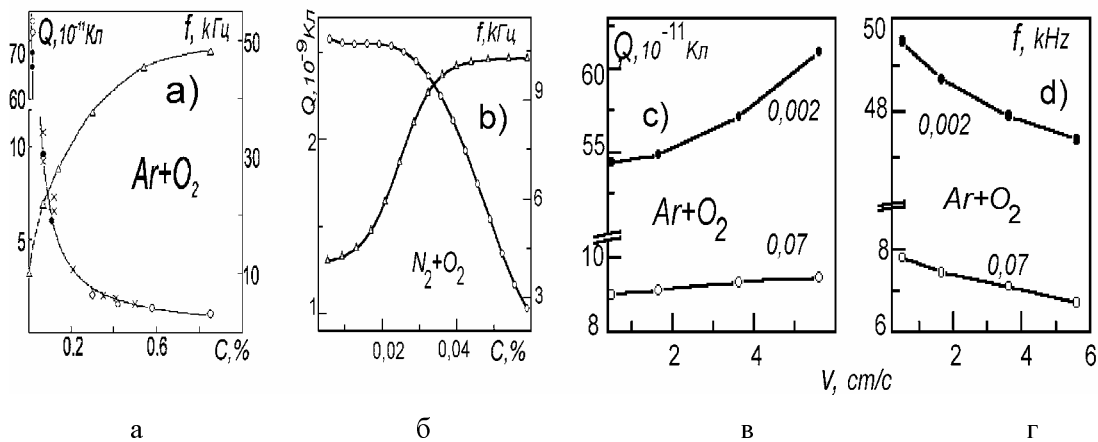 Q, 10⁻¹¹Кл
f, кГц
70
60
10
5
50
30
10
a)
Ar+O₂
0.2
0.6
C, %
Q, 10⁻⁹Кл
f, кГц
2
1
9
6
3
b)
N₂+O₂
0,02
0,04
C, %
Q, 10⁻¹¹ Кл
60
55
10
8
c)
0,002
Ar+O₂
0,07
2
4
V, cm/c
f, kHz
50
48
8
6
d)
0,002
Ar+O₂
0,07
0
2
4
6
а
б
в
г